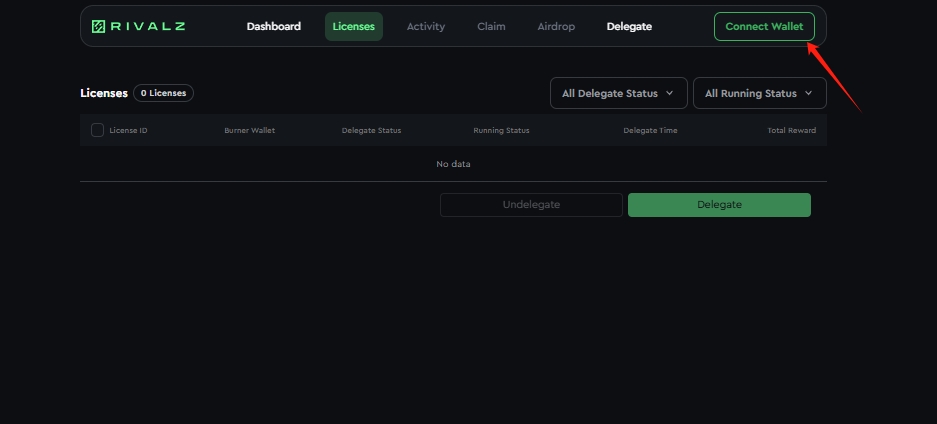 RIVALZ Dashboard Licenses Activity Claim Airdrop Delegate Connect Wallet
Licenses 0 Licenses All Delegate Status All Running Status
License ID Burner Wallet Delegate Status Running Status Delegate Time Total Reward
No data
Undelegate Delegate